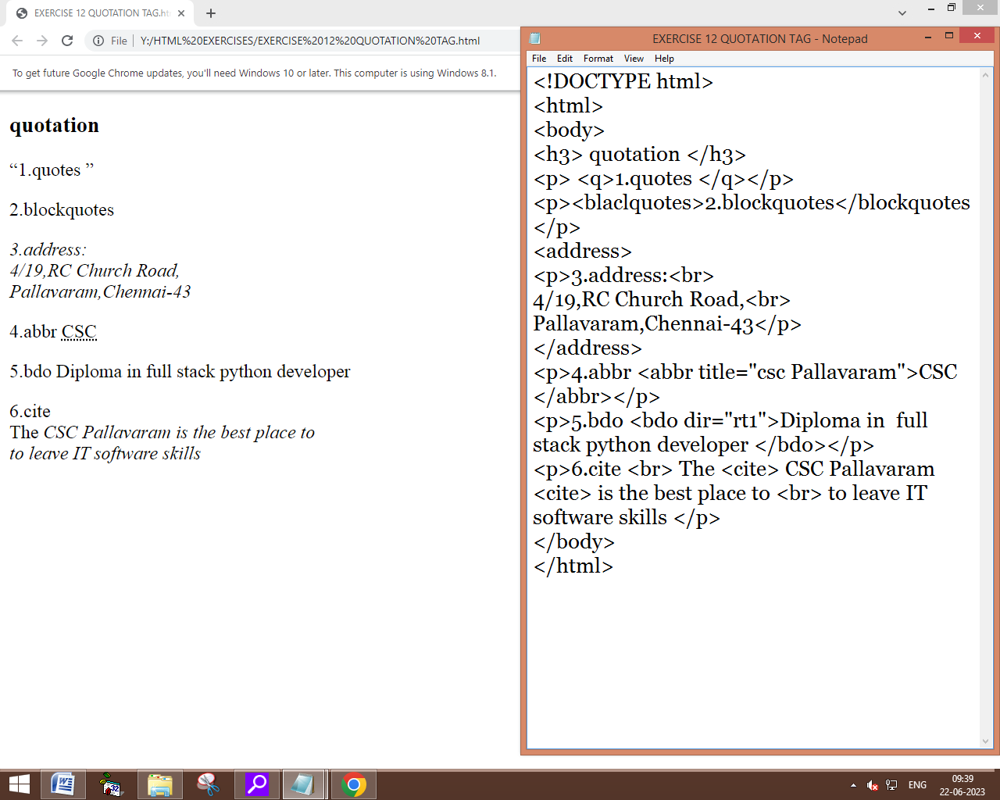 EXERCISE 12 QUOTATION TAG.ht
File
Y:/HTML%20EXERCISES/EXERCISE%2012%20QUOTATION%20TAG.html
To get future Google Chrome updates, you'll need Windows 10 or later. This computer is using Windows 8.1.
quotation
“1.quotes ”
2.blockquotes
3.address:
4/19,RC Church Road,
Pallavaram,Chennai-43
4.abbr CSC
5.bdo Diploma in full stack python developer
6.cite
The CSC Pallavaram is the best place to
to leave IT software skills
EXERCISE 12 QUOTATION TAG - Notepad
File Edit Format View Help
<!DOCTYPE html>
<html>
<body>
<h3> quotation </h3>
<p> <q>1.quotes </q></p>
<p><blaclquotes>2.blockquotes</blockquotes
</p>
<address>
<p>3.address:<br>
4/19,RC Church Road,<br>
Pallavaram,Chennai-43</p>
</address>
<p>4.abbr <abbr title="csc Pallavaram">CSC
</abbr></p>
<p>5.bdo <bdo dir="rt1">Diploma in  full
stack python developer </bdo></p>
<p>6.cite <br> The <cite> CSC Pallavaram
<cite> is the best place to <br> to leave IT
software skills </p>
</body>
</html>
32
ENG
09:39
22-06-2023